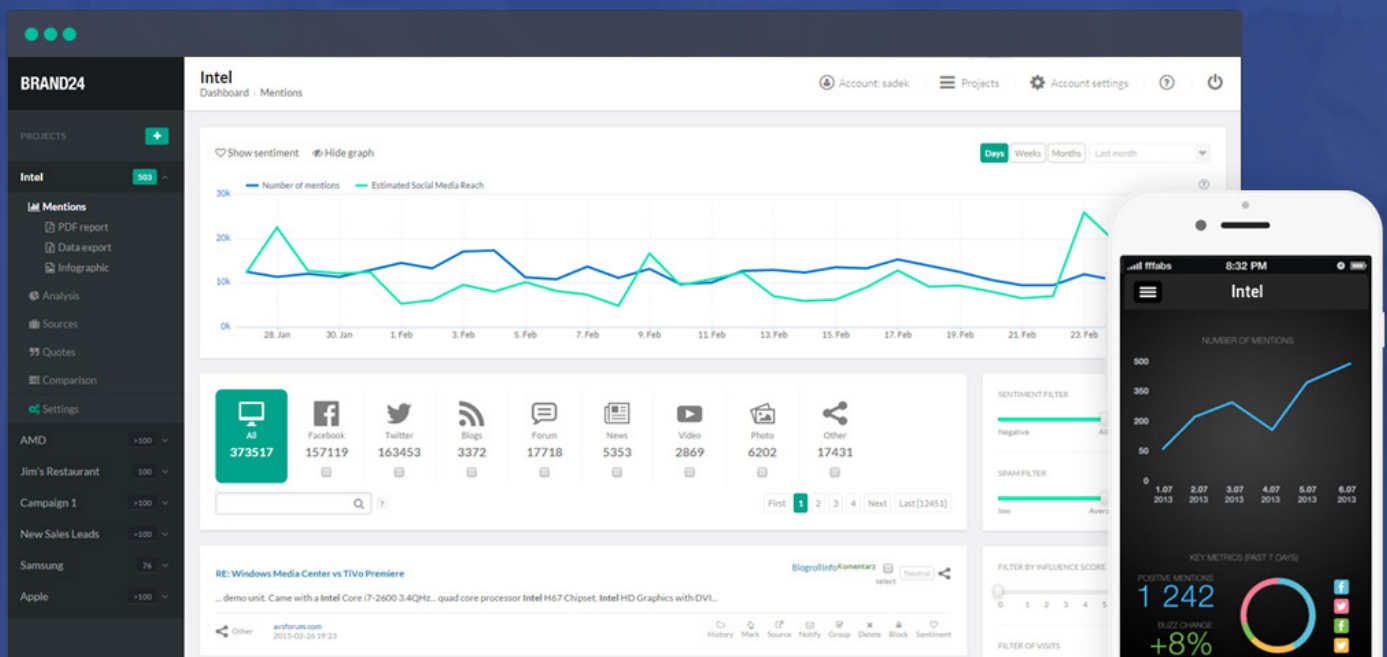 BRAND24
PROJECTS
+
Intel 503
Mentions
PDF report
Data export
Infographic
Analysis
Sources
Quotes
Comparison
Settings
AMD >100
Jim's Restaurant 100
Campaign 1 >100
New Sales Leads >100
Samsung 76
Apple >100
Intel
Dashboard › Mentions
Account: sadek Projects Account settings ?
Show sentiment Hide graph
Days Weeks Months Last month
Number of mentions Estimated Social Media Reach ?
30k
20k
10k
0k
28. Jan 30. Jan 1. Feb 3. Feb 5. Feb 7. Feb 9. Feb 11. Feb 13. Feb 15. Feb 17. Feb 19. Feb 21. Feb 23. Feb
All Facebook Twitter Blogs Forum News Video Photo Other
373517 157119 163453 3372 17718 5353 2869 6202 17431
? First 1 2 3 4 Next Last [12451]
SENTIMENT FILTER
Negative All
SPAM FILTER
low
FILTER BY INFLUENCE SCORE
0 1 2 3 4 5
FILTER OF VISITS
RE: Windows Media Center vs TiVo Premiere
BlogrollInfoKomentarz select Neutral
... demo unit. Came with a Intel Core i7-2600 3.4QHz... quad core processor Intel H67 Chipset, Intel HD Graphics with DVI...
Other avsforum.com
2015-02-26 19:23
History Mark Source Notify Group Delete Block Sentiment
fffabs 8:32 PM
Intel
NUMBER OF MENTIONS
500
350
200
50
0
1.07 2.07 3.07 4.07 5.07 6.07
2013 2013 2013 2013 2013 2013
KEY METRICS (PAST 7 DAYS)
POSITIVE MENTIONS
1 242
BUZZ CHANGE
+8%